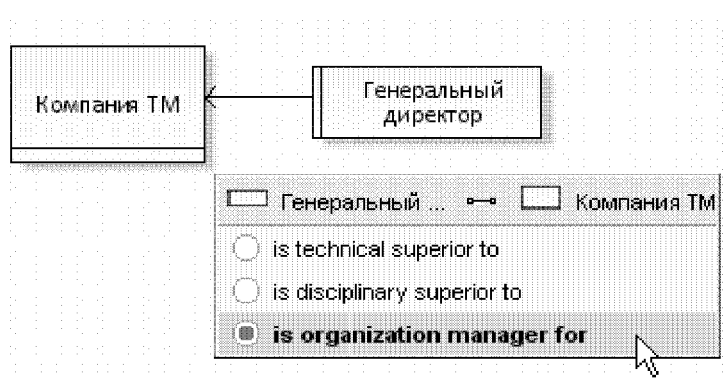 Компания ТМ
Генеральный
директор
Генеральный ... Компания ТМ
is technical superior to
is disciplinary superior to
is organization manager for